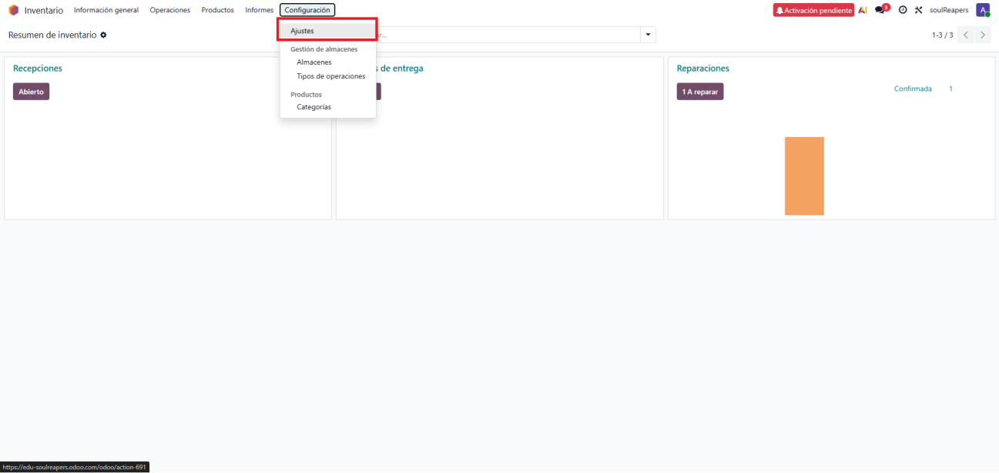 Inventario Información general Operaciones Productos Informes Configuración Activación pendiente AI 3 soulReapers A
Resumen de inventario 1-3 / 3
Ajustes
Gestión de almacenes
Almacenes
Tipos de operaciones
Productos
Categorías
Recepciones
Abierto
de entrega
Reparaciones
1 A reparar
Confirmada 1
https://edu-soulreapers.odoo.com/odoo/action-691